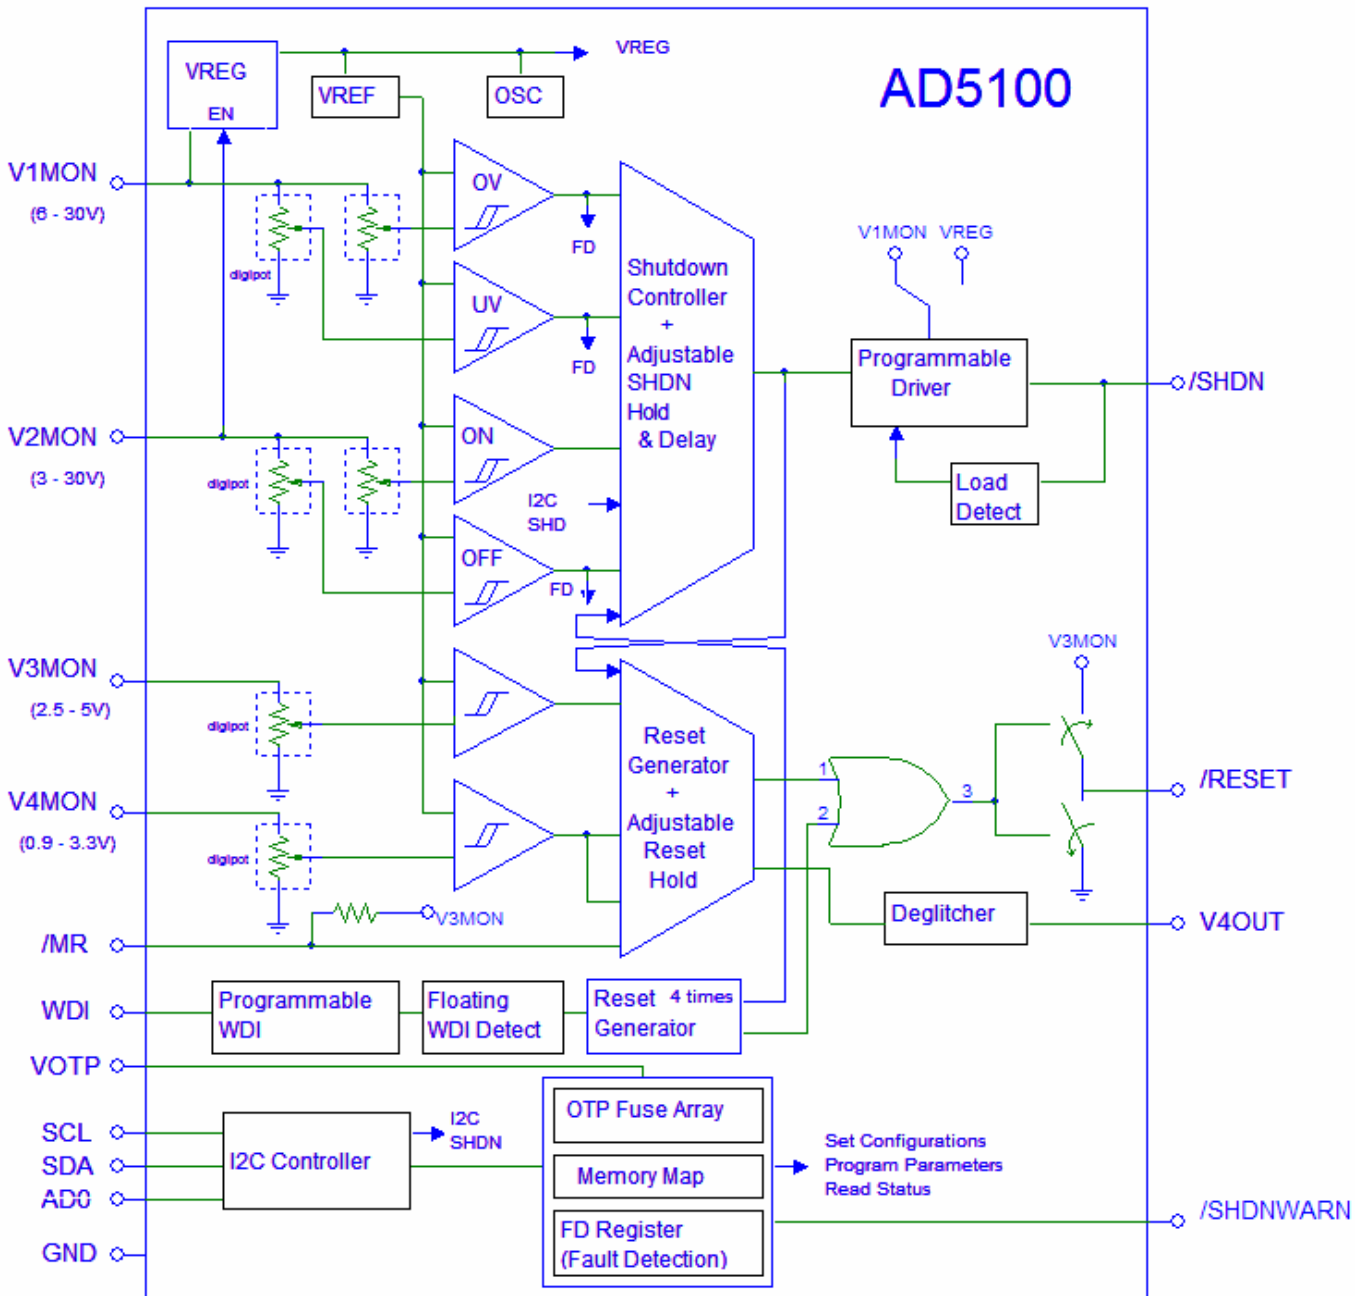 AD5100
VREG
EN
VREF
OSC
VREG
V1MON
(6 - 30V)
digipot
OV
FD
UV
FD
V2MON
(3 - 30V)
digipot
ON
OFF
FD
I2C
SHD
Shutdown
Controller
+
Adjustable
SHDN
Hold
& Delay
V1MON VREG
Programmable
Driver
Load
Detect
/SHDN
V3MON
(2.5 - 5V)
digipot
V4MON
(0.9 - 3.3V)
digipot
V3MON
/MR
Reset
Generator
+
Adjustable
Reset
Hold
1
2
3
V3MON
/RESET
Deglitcher
V4OUT
WDI
Programmable
WDI
Floating
WDI Detect
Reset 4 times
Generator
VOTP
SCL
SDA
AD0
GND
I2C Controller
I2C
SHDN
OTP Fuse Array
Memory Map
FD Register
(Fault Detection)
Set Configurations
Program Parameters
Read Status
/SHDNWARN